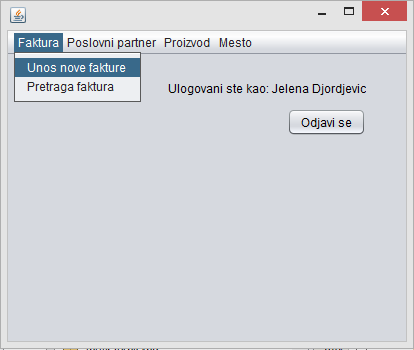 Faktura Poslovni partner Proizvod Mesto
Unos nove fakture
Pretraga faktura
Ulogovani ste kao: Jelena Djordjevic
Odjavi se